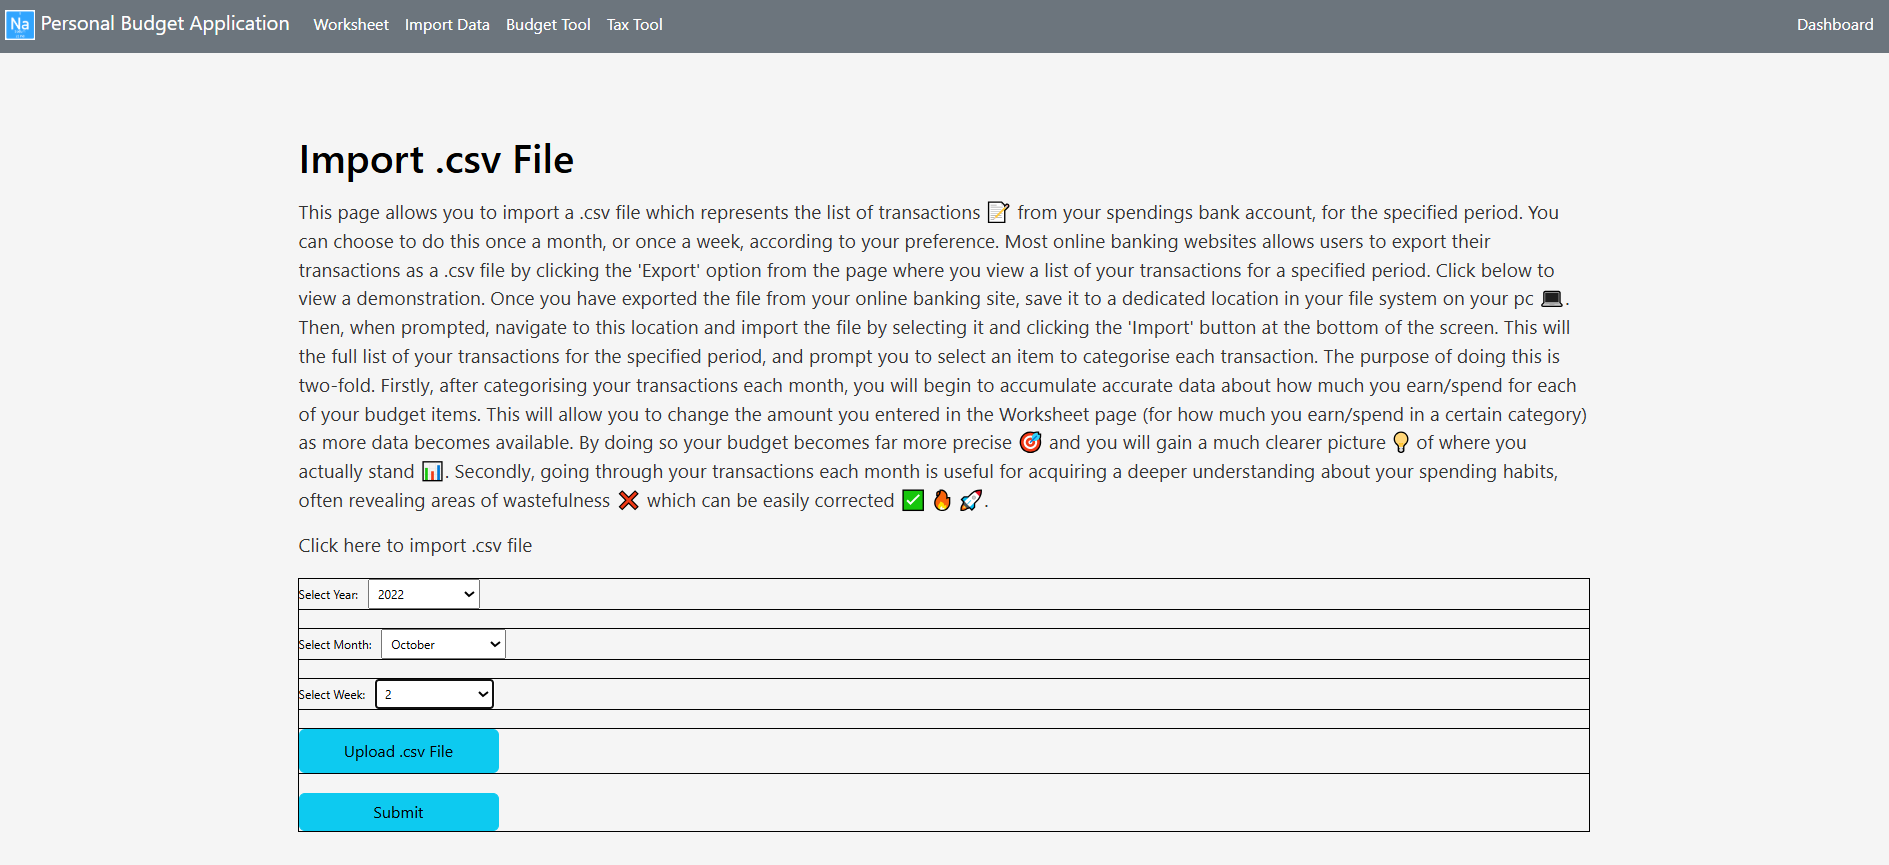 Na Personal Budget Application Worksheet Import Data Budget Tool Tax Tool Dashboard
Import .csv File
This page allows you to import a .csv file which represents the list of transactions 📝 from your spendings bank account, for the specified period. You
can choose to do this once a month, or once a week, according to your preference. Most online banking websites allows users to export their
transactions as a .csv file by clicking the 'Export' option from the page where you view a list of your transactions for a specified period. Click below to
view a demonstration. Once you have exported the file from your online banking site, save it to a dedicated location in your file system on your pc 💻.
Then, when prompted, navigate to this location and import the file by selecting it and clicking the 'Import' button at the bottom of the screen. This will
the full list of your transactions for the specified period, and prompt you to select an item to categorise each transaction. The purpose of doing this is
two-fold. Firstly, after categorising your transactions each month, you will begin to accumulate accurate data about how much you earn/spend for each
of your budget items. This will allow you to change the amount you entered in the Worksheet page (for how much you earn/spend in a certain category)
as more data becomes available. By doing so your budget becomes far more precise 🎯 and you will gain a much clearer picture 💡 of where you
actually stand 📊. Secondly, going through your transactions each month is useful for acquiring a deeper understanding about your spending habits,
often revealing areas of wastefulness ❌ which can be easily corrected ✅ 🔥 🚀.
Click here to import .csv file
Select Year: 2022
Select Month: October
Select Week: 2
Upload .csv File
Submit